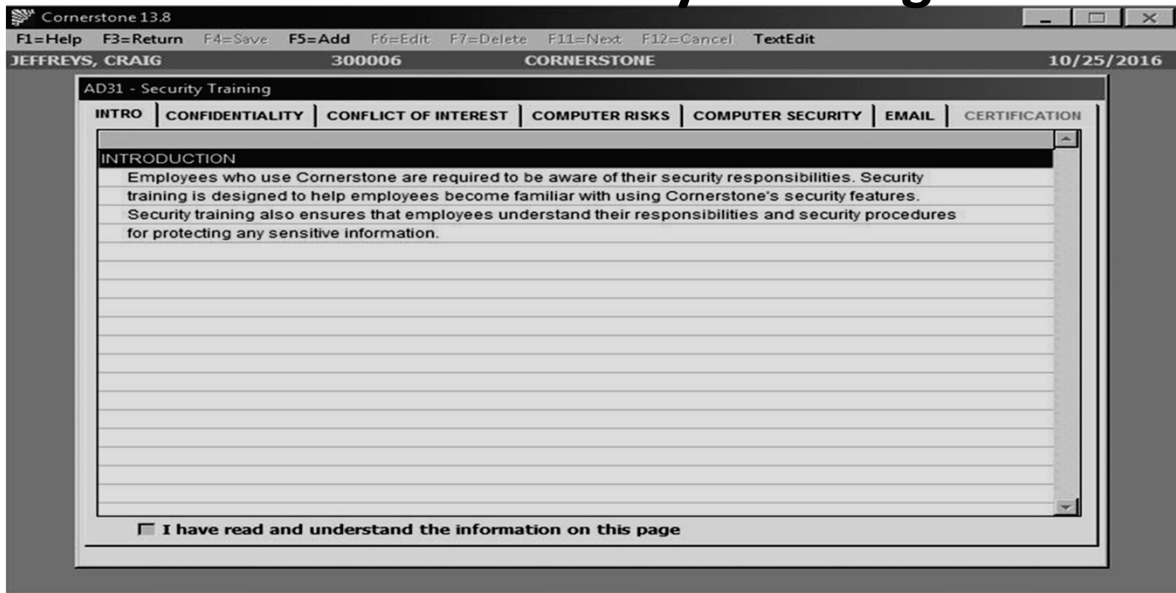 Cornerstone 13.8
F1=Help F3=Return F4=Save F5=Add F6=Edit F7=Delete F11=Next F12=Cancel TextEdit
JEFFREYS, CRAIG 300006 CORNERSTONE 10/25/2016
AD31 - Security Training
INTRO CONFIDENTIALITY CONFLICT OF INTEREST COMPUTER RISKS COMPUTER SECURITY EMAIL CERTIFICATION
INTRODUCTION
Employees who use Cornerstone are required to be aware of their security responsibilities. Security
training is designed to help employees become familiar with using Cornerstone's security features.
Security training also ensures that employees understand their responsibilities and security procedures
for protecting any sensitive information.
I have read and understand the information on this page